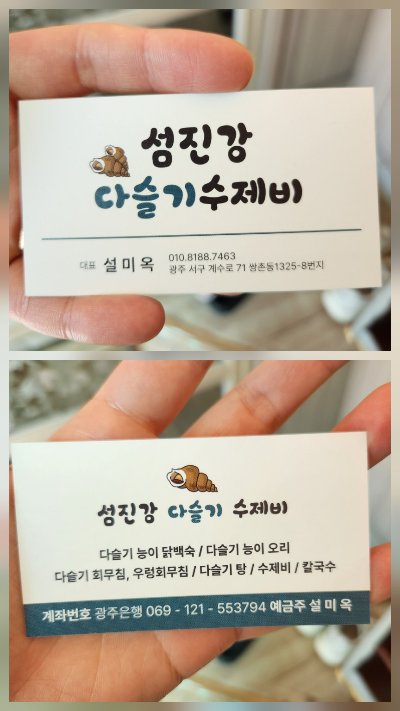 섬진강
다슬기수제비
대표 설미옥
010.8188.7463
광주 서구 계수로 71 쌍촌동1325-8번지
섬진강 다슬기 수제비
다슬기 능이 닭백숙 / 다슬기 능이 오리
다슬기 회무침, 우렁회무침 / 다슬기 탕 / 수제비 / 칼국수
계좌번호 광주은행 069 - 121 - 553794 예금주 설 미 옥